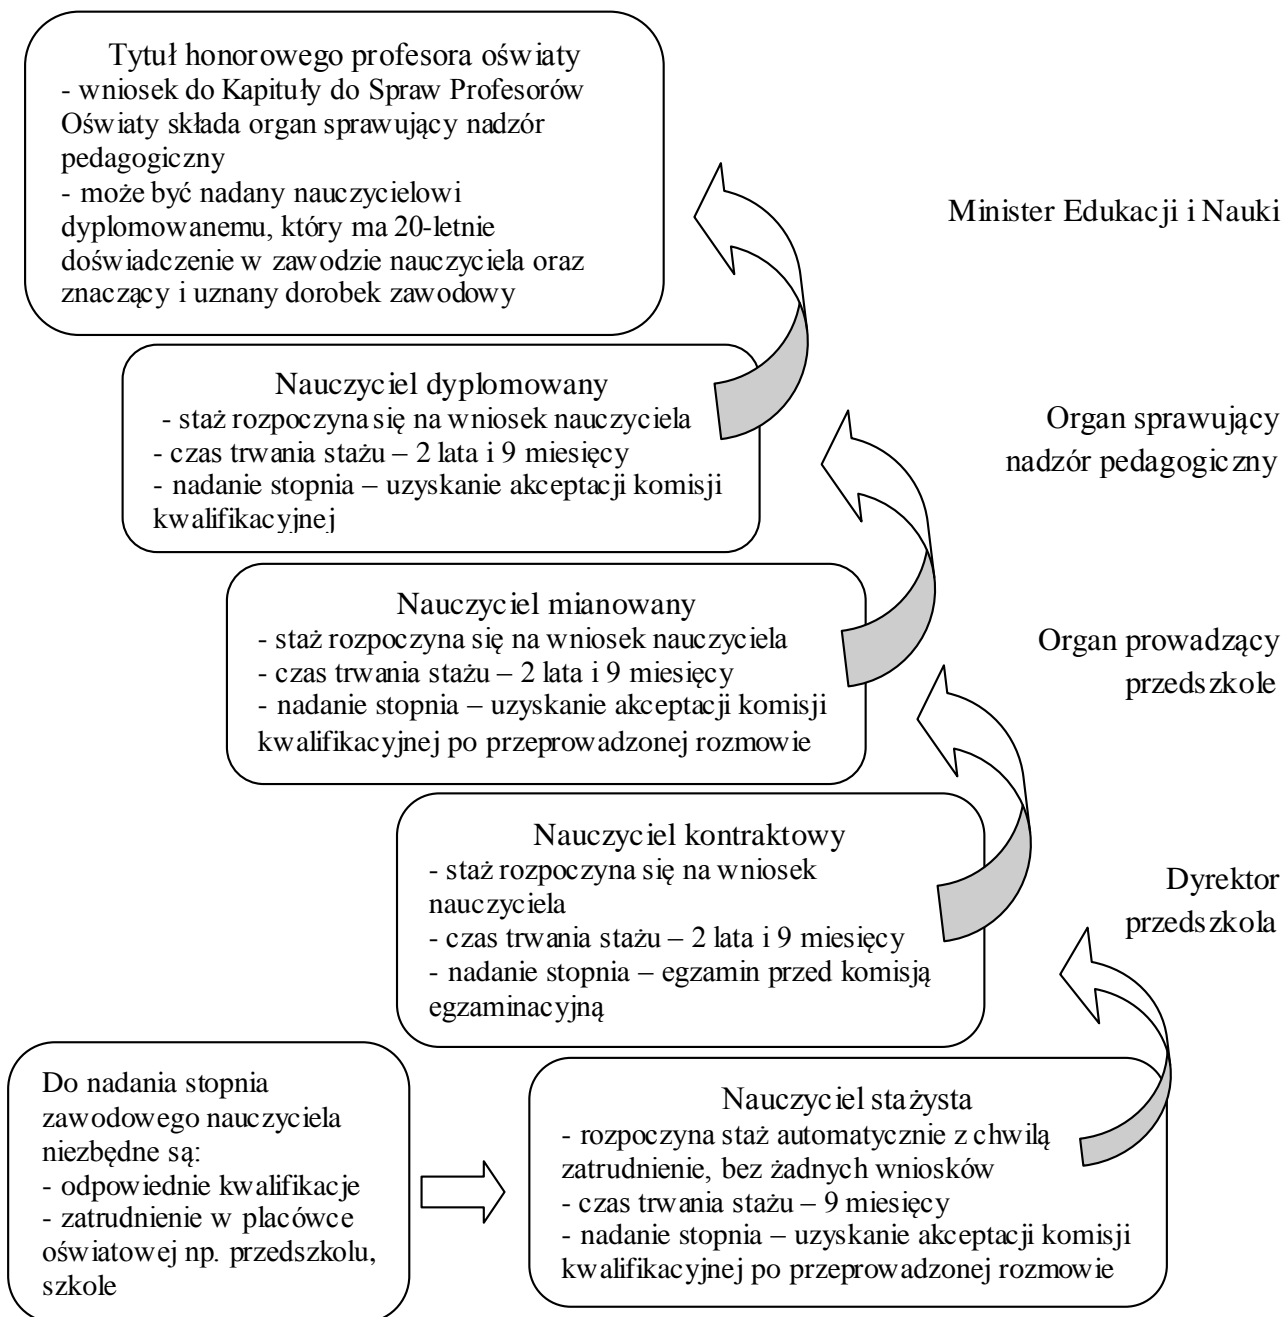 Tytuł honorowego profesora oświaty
- wniosek do Kapituły do Spraw Profesorów
Oświaty składa organ sprawujący nadzór
pedagogiczny
- może być nadany nauczycielowi
dyplomowanemu, który ma 20-letnie
doświadczenie w zawodzie nauczyciela oraz
znaczący i uznany dorobek zawodowy
Minister Edukacji i Nauki
Nauczyciel dyplomowany
- staż rozpoczyna się na wniosek nauczyciela
- czas trwania stażu – 2 lata i 9 miesięcy
- nadanie stopnia – uzyskanie akceptacji komisji
kwalifikacyjnej
Organ sprawujący
nadzór pedagogiczny
Nauczyciel mianowany
- staż rozpoczyna się na wniosek nauczyciela
- czas trwania stażu – 2 lata i 9 miesięcy
- nadanie stopnia – uzyskanie akceptacji komisji
kwalifikacyjnej po przeprowadzonej rozmowie
Organ prowadzący
przedszkole
Nauczyciel kontraktowy
- staż rozpoczyna się na wniosek
nauczyciela
- czas trwania stażu – 2 lata i 9 miesięcy
- nadanie stopnia – egzamin przed komisją
egzaminacyjną
Dyrektor
przedszkola
Do nadania stopnia
zawodowego nauczyciela
niezbędne są:
- odpowiednie kwalifikacje
- zatrudnienie w placówce
oświatowej np. przedszkolu,
szkole
Nauczyciel stażysta
- rozpoczyna staż automatycznie z chwilą
zatrudnienie, bez żadnych wniosków
- czas trwania stażu – 9 miesięcy
- nadanie stopnia – uzyskanie akceptacji komisji
kwalifikacyjnej po przeprowadzonej rozmowie